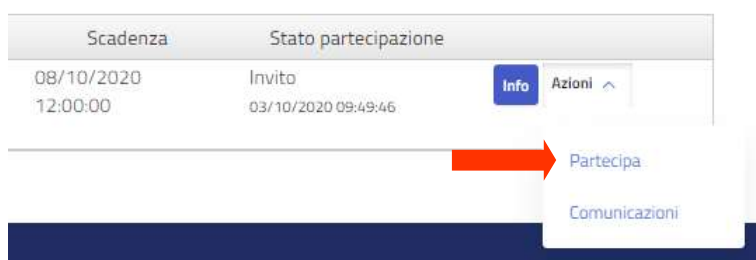 Scadenza Stato partecipazione
08/10/2020 Invito Info Azioni
12:00:00 03/10/2020 09:49:46
Partecipa
Comunicazioni